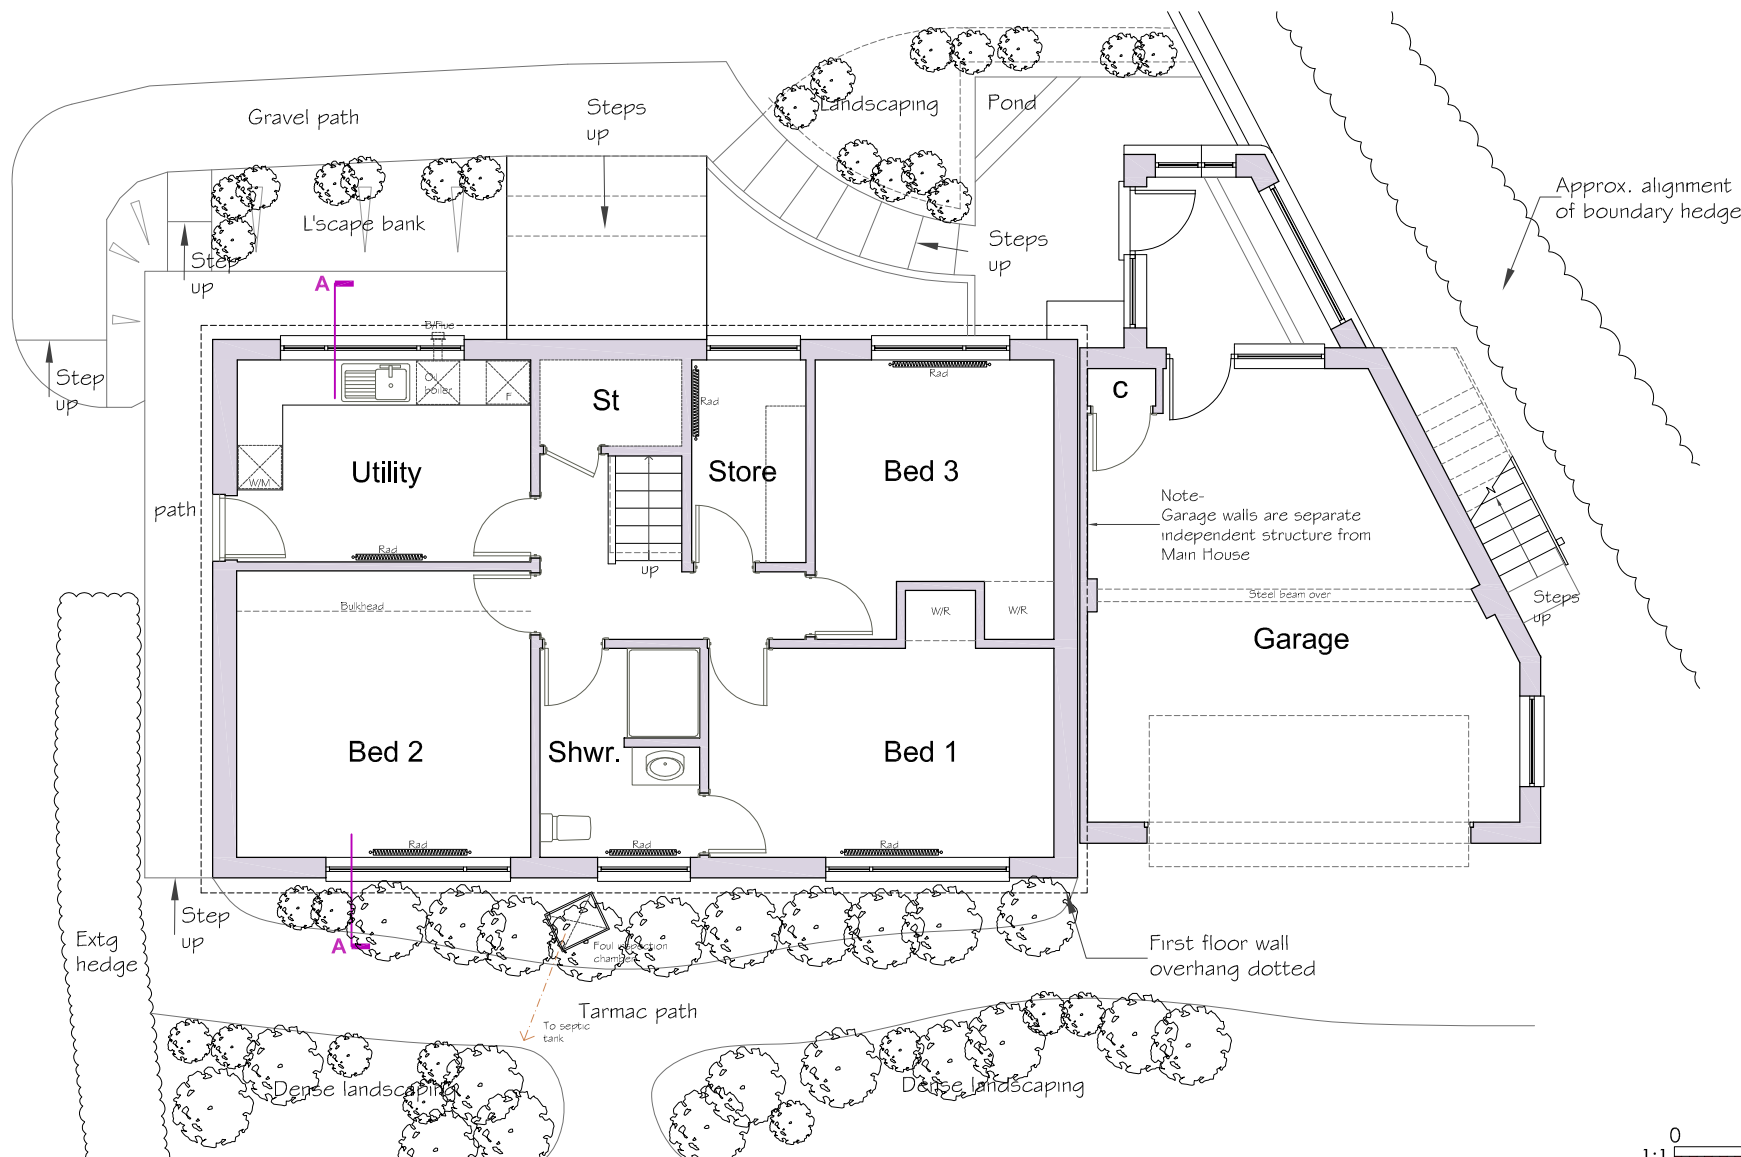 Gravel path
Steps
up
Landscaping
Pond
Approx. alignment
of boundary hedge
L'scape bank
Steps
up
Step
up
A
B/Flue
Step
up
Oil
boiler
F
Rad
Rad
C
St
Utility
Store
Bed 3
W/M
path
Note-
Garage walls are separate
independent structure from
Main House
Rad
up
Bulkhead
W/R
W/R
Steel beam over
Steps
up
Garage
Bed 2
Shwr.
Bed 1
Rad
Rad
Rad
Step
up
A
Extg
hedge
Foul inspection
chamber
First floor wall
overhang dotted
Tarmac path
To septic
tank
Dense landscaping
Dense landscaping
0
1:1